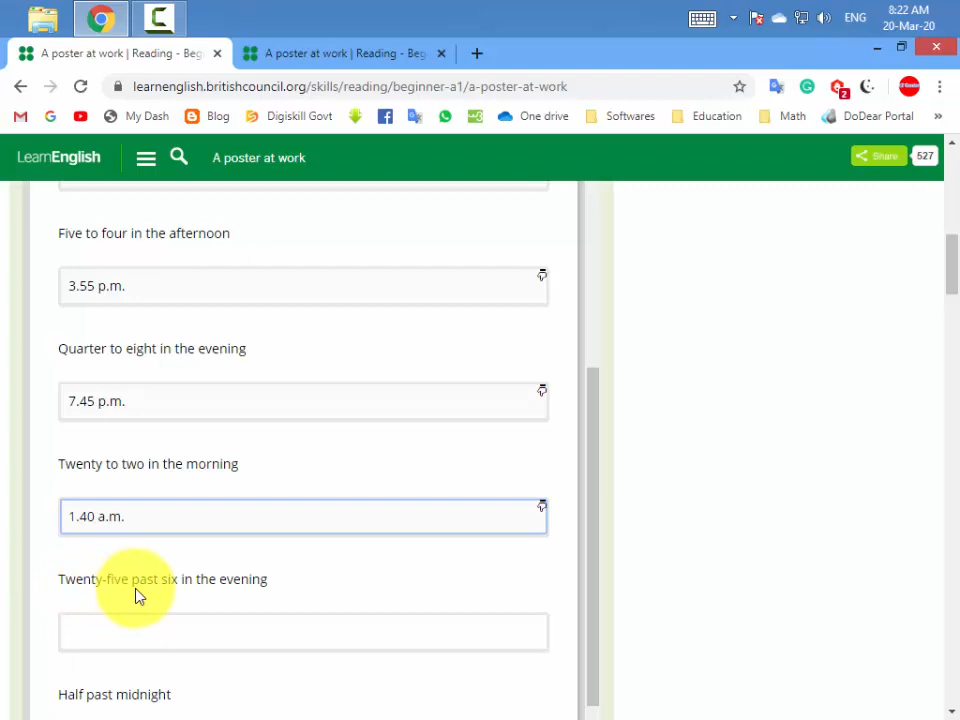 8:22 AM
ENG
20-Mar-20
A poster at work | Reading - Beg
A poster at work | Reading - Beg
learnenglish.britishcouncil.org/skills/reading/beginner-a1/a-poster-at-work
2
My Dash
Blog
Digiskill Govt
One drive
Softwares
Education
Math
DoDear Portal
»
LearnEnglish
A poster at work
Share
527
Five to four in the afternoon
3.55 p.m.
Quarter to eight in the evening
7.45 p.m.
Twenty to two in the morning
1.40 a.m.
Twenty-five past six in the evening
Half past midnight